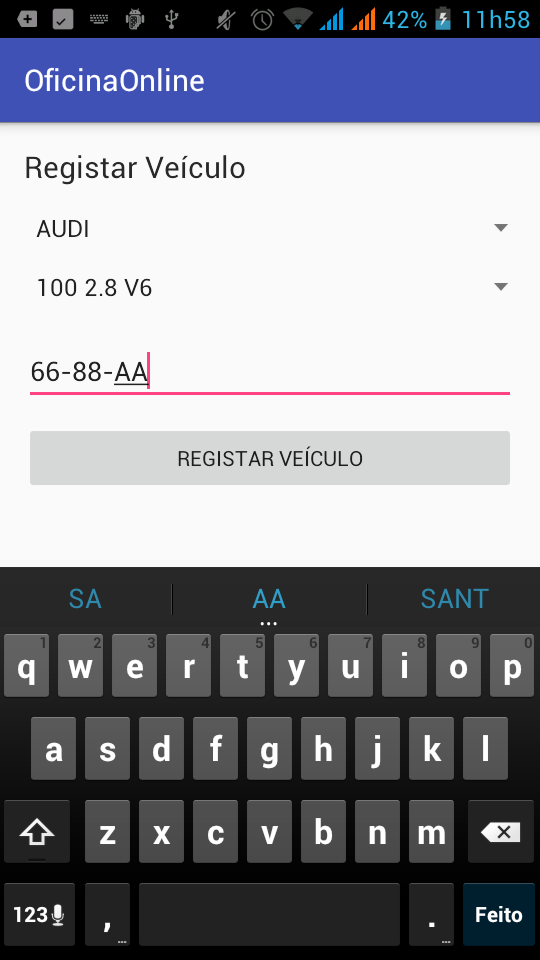 42% 11h58
OficinaOnline
Registar Veículo
AUDI
100 2.8 V6
66-88-AA
REGISTAR VEÍCULO
SA AA SANT
...
1 2 3 4 5 6 7 8 9 0
q w e r t y u i o p
a s d f g h j k l
z x c v b n m
123 , . Feito